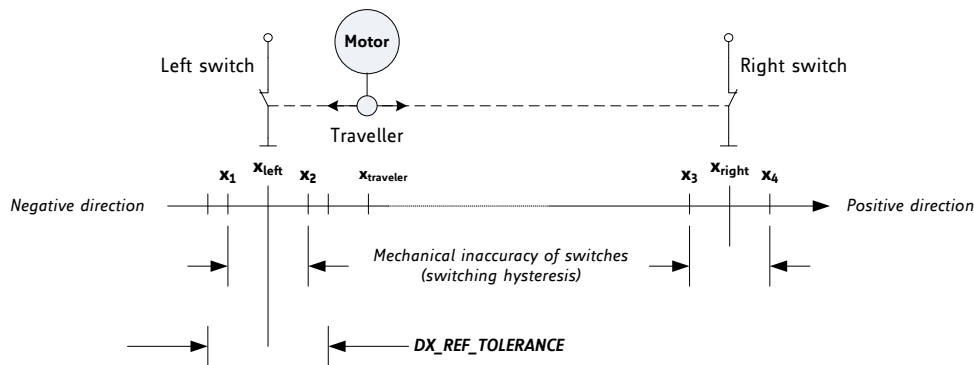 Motor
Left switch
Right switch
Traveller
x1 xleft x2 xtraveler x3 xright x4
Negative direction
Positive direction
Mechanical inaccuracy of switches
(switching hysteresis)
DX_REF_TOLERANCE